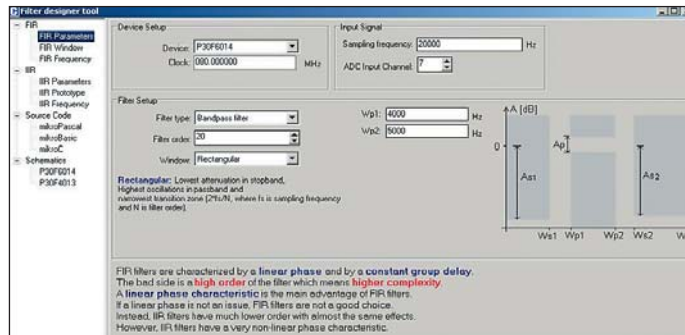 Filter designer tool
FIR
FIR Parameters
FIR Window
FIR Frequency
IIR
IIR Parameters
IIR Prototype
IIR Frequency
Source Code
mikroPascal
mikroBasic
mikroC
Schematics
P30F6014
P30F4013
Device Setup
Device: P30F6014
Clock: 080.000000 MHz
Input Signal
Sampling frequency: 20000 Hz
ADC Input Channel: 7
Filter Setup
Filter type: Bandpass filter
Filter order: 20
Window: Rectangular
Wp1: 4000 Hz
Wp2: 5000 Hz
Rectangular: Lowest attenuation in stopband,
Highest oscillations in passband and
narrowest transition zone (2*fs/N, where fs is sampling frequency
and N is filter order).
A [dB]
0
Ap
As1
As2
Ws1 Wp1 Wp2 Ws2
FIR filters are characterized by a linear phase and by a constant group delay.
The bad side is a high order of the filter which means higher complexity.
A linear phase characteristic is the main advantage of FIR filters.
If a linear phase is not an issue, FIR filters are not a good choice.
Instead, IIR filters have much lower order with almost the same effects.
However, IIR filters have a very non-linear phase characteristic.